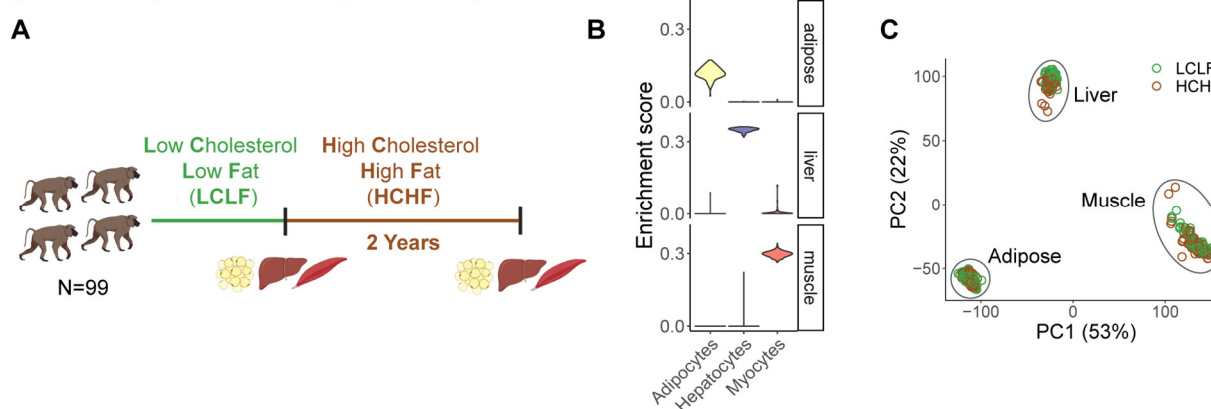 A
Low Cholesterol
Low Fat
(LCLF)
High Cholesterol
High Fat
(HCHF)
2 Years
N=99
B
Enrichment score
0.3
0.0
adipose
0.3
0.0
liver
0.3
0.0
muscle
Adipocytes
Hepatocytes
Myocytes
C
LCLF
HCH
PC2 (22%)
100
50
0
−50
Liver
Muscle
Adipose
−100
0
100
PC1 (53%)